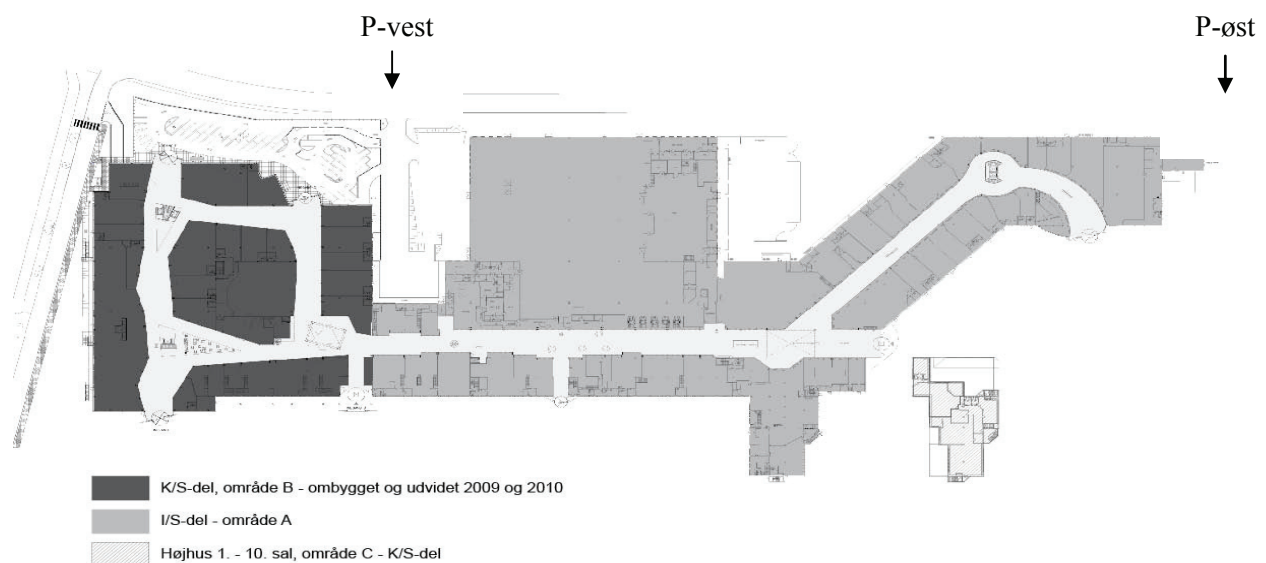 P-vest
P-øst
K/S-del, område B - ombygget og udvidet 2009 og 2010
I/S-del - område A
Højhus 1. - 10. sal, område C - K/S-del